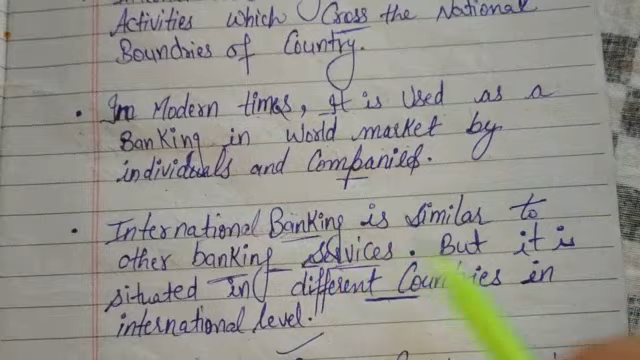 Activities which Cross the National
Boundries of Country.
• In Modern times, It is Used as a
Banking in World market by
individuals and Companies.
• International Banking is similar to
other banking services. But it is
situated in different Countries in
international level.